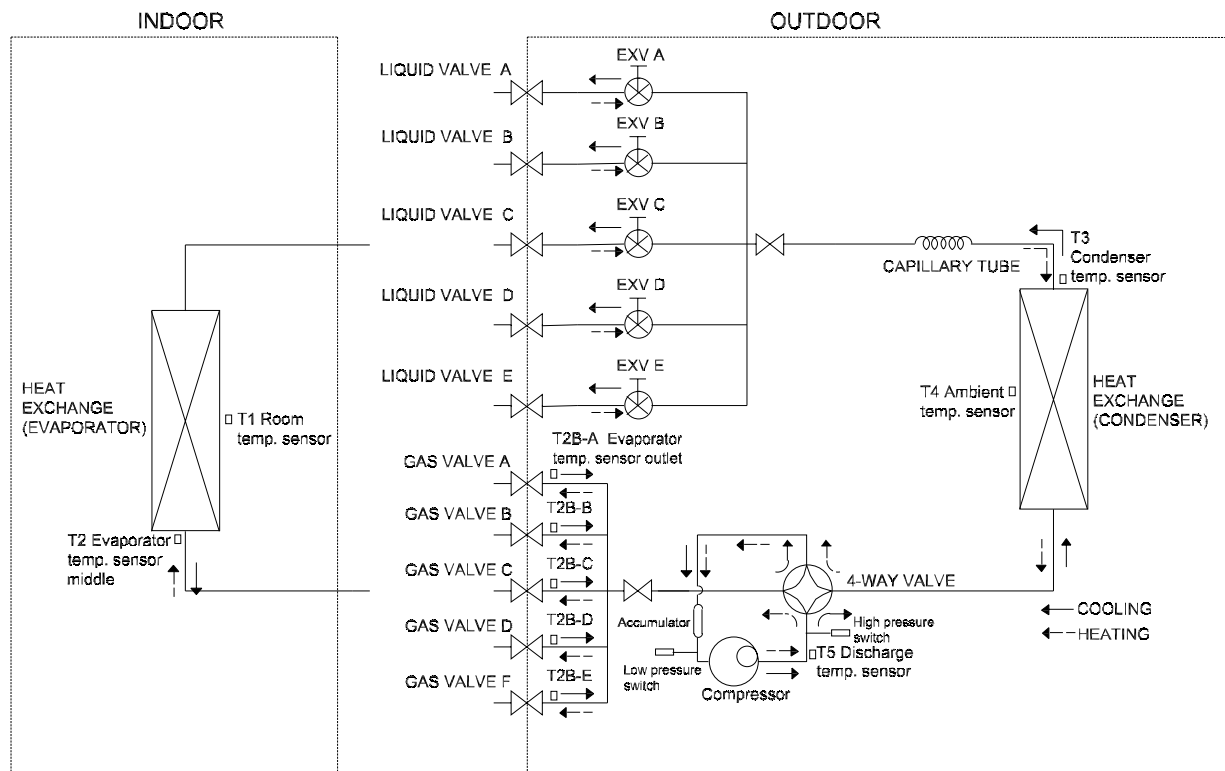 INDOOR
OUTDOOR
LIQUID VALVE A
EXV A
LIQUID VALVE B
EXV B
LIQUID VALVE C
EXV C
LIQUID VALVE D
EXV D
LIQUID VALVE E
EXV E
CAPILLARY TUBE
T3
Condenser
temp. sensor
HEAT
EXCHANGE
(EVAPORATOR)
T1 Room
temp. sensor
T4 Ambient
temp. sensor
HEAT
EXCHANGE
(CONDENSER)
T2B-A Evaporator
temp. sensor outlet
GAS VALVE A
GAS VALVE B
T2B-B
GAS VALVE C
T2B-C
GAS VALVE D
T2B-D
GAS VALVE F
T2B-E
T2 Evaporator
temp. sensor
middle
4-WAY VALVE
Accumulator
High pressure
switch
Low pressure
switch
T5 Discharge
temp. sensor
Compressor
COOLING
HEATING